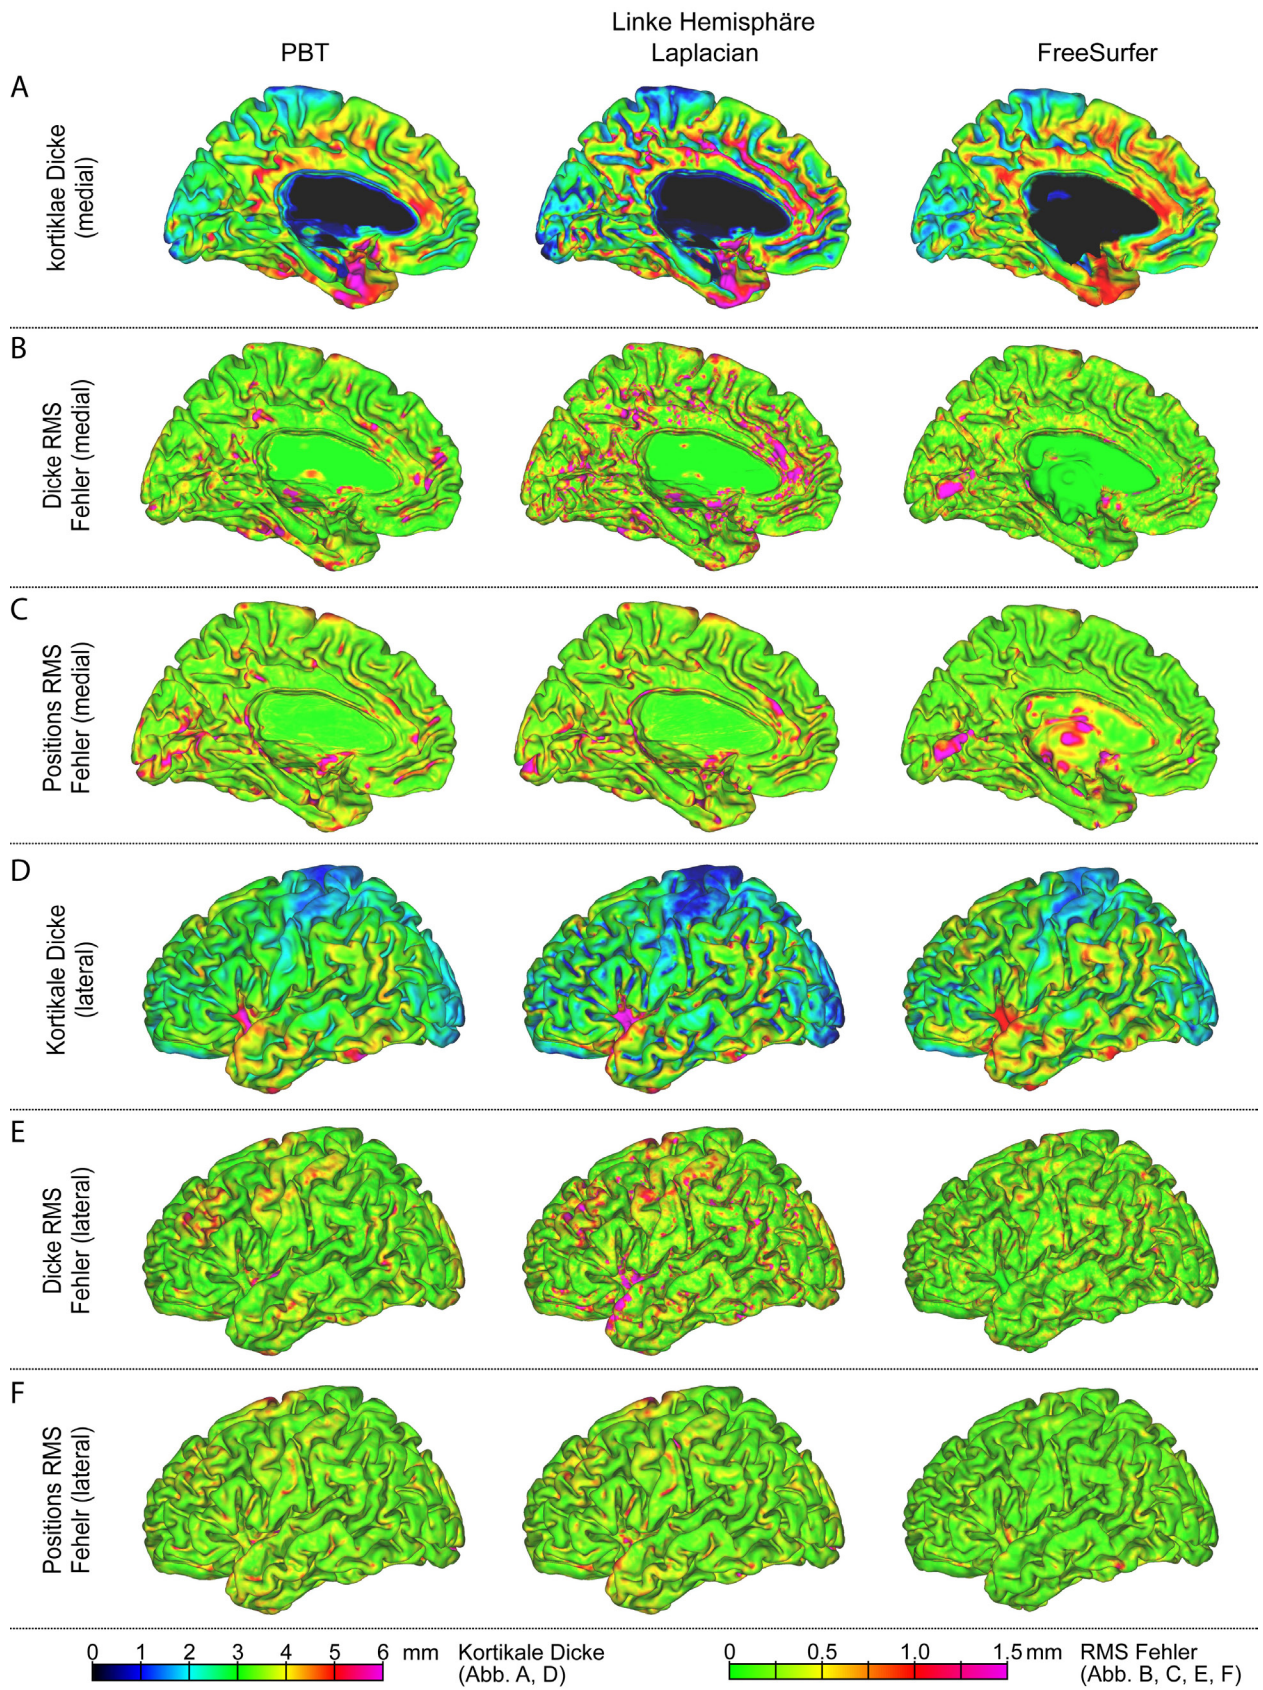 Linke Hemisphäre
PBT
Laplacian
FreeSurfer
A
kortiklae Dicke
(medial)
B
Dicke RMS
Fehler (medial)
C
Positions RMS
Fehler (medial)
D
Kortikale Dicke
(lateral)
E
Dicke RMS
Fehler (lateral)
F
Positions RMS
Fehelr (lateral)
0 1 2 3 4 5 6 mm
Kortikale Dicke
(Abb. A, D)
0 0.5 1.0 1.5 mm
RMS Fehler
(Abb. B, C, E, F)